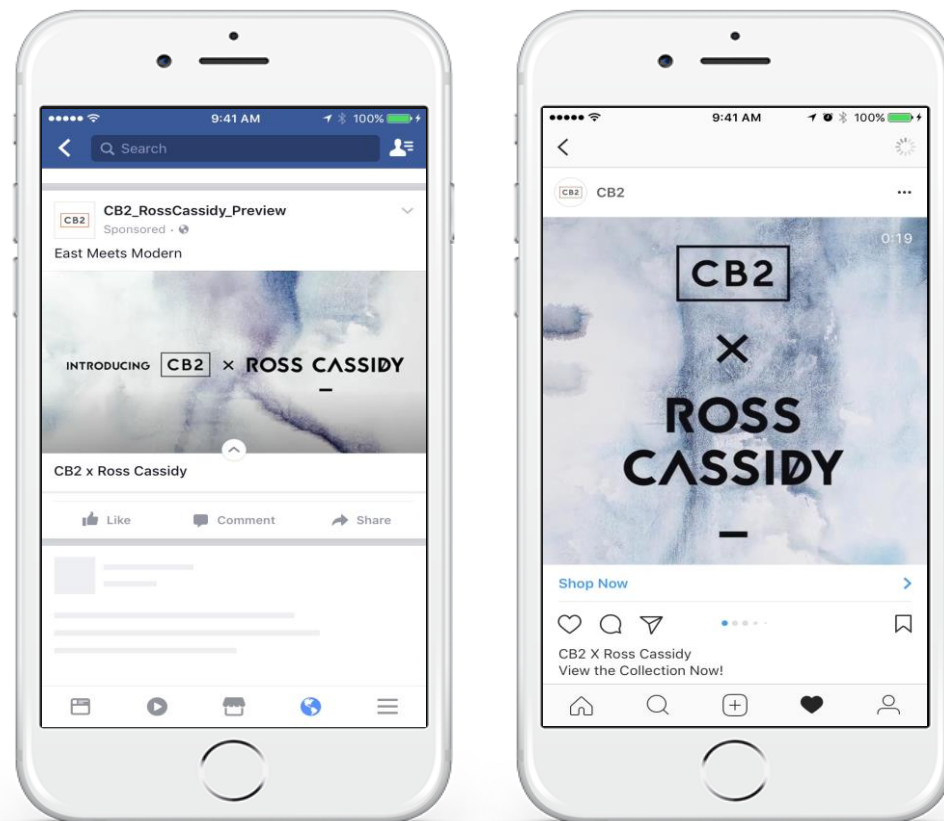 9:41 AM 100%
Search
CB2
CB2_RossCassidy_Preview
Sponsored ·
East Meets Modern
INTRODUCING CB2 × ROSS CASSIDY
CB2 x Ross Cassidy
Like Comment Share
9:41 AM 100%
CB2 CB2
0:19
CB2
×
ROSS
CASSIDY
Shop Now
CB2 X Ross Cassidy
View the Collection Now!